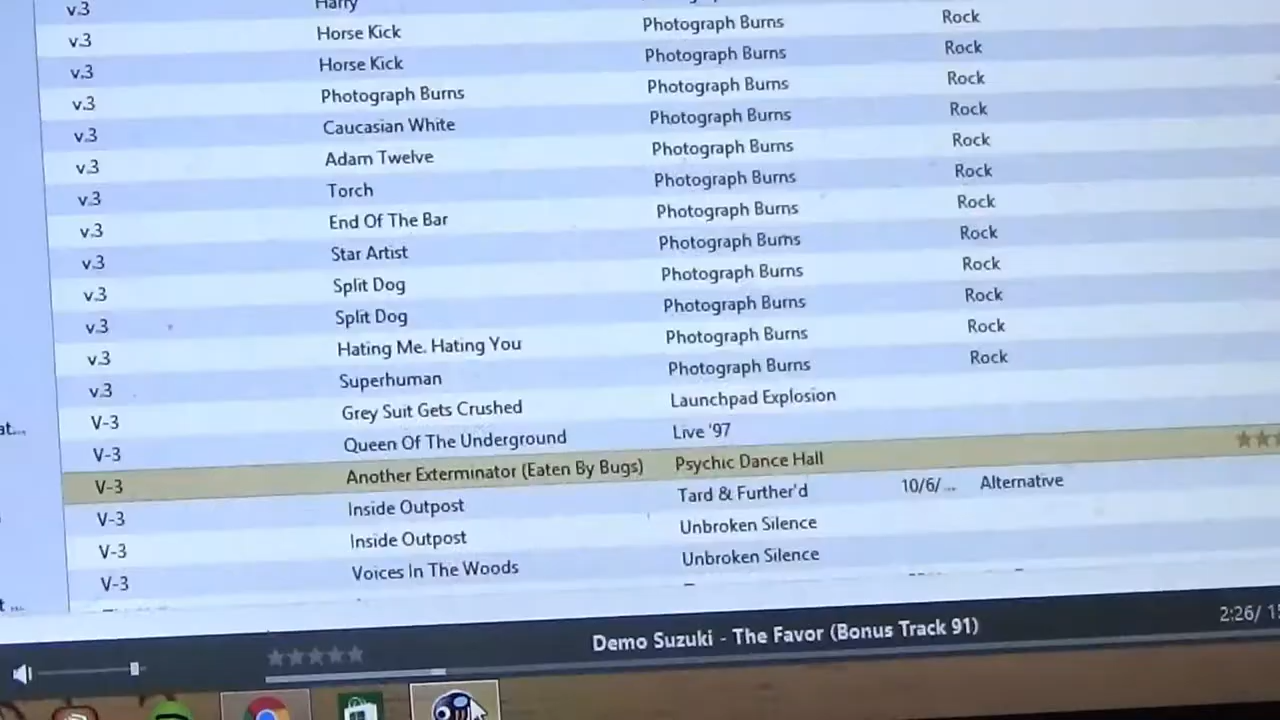 v.3 Harry
v.3 Horse Kick Photograph Burns Rock
v.3 Horse Kick Photograph Burns Rock
v.3 Photograph Burns Photograph Burns Rock
v.3 Caucasian White Photograph Burns Rock
v.3 Adam Twelve Photograph Burns Rock
v.3 Torch Photograph Burns Rock
v.3 End Of The Bar Photograph Burns Rock
v.3 Star Artist Photograph Burns Rock
v.3 Split Dog Photograph Burns Rock
v.3 Split Dog Photograph Burns Rock
v.3 Hating Me. Hating You Photograph Burns Rock
v.3 Superhuman Photograph Burns Rock
V-3 Grey Suit Gets Crushed Launchpad Explosion
V-3 Queen Of The Underground Live '97
V-3 Another Exterminator (Eaten By Bugs) Psychic Dance Hall
V-3 Inside Outpost Tard & Further'd 10/6/... Alternative
V-3 Inside Outpost Unbroken Silence
V-3 Voices In The Woods Unbroken Silence
Demo Suzuki - The Favor (Bonus Track 91)
2:26/